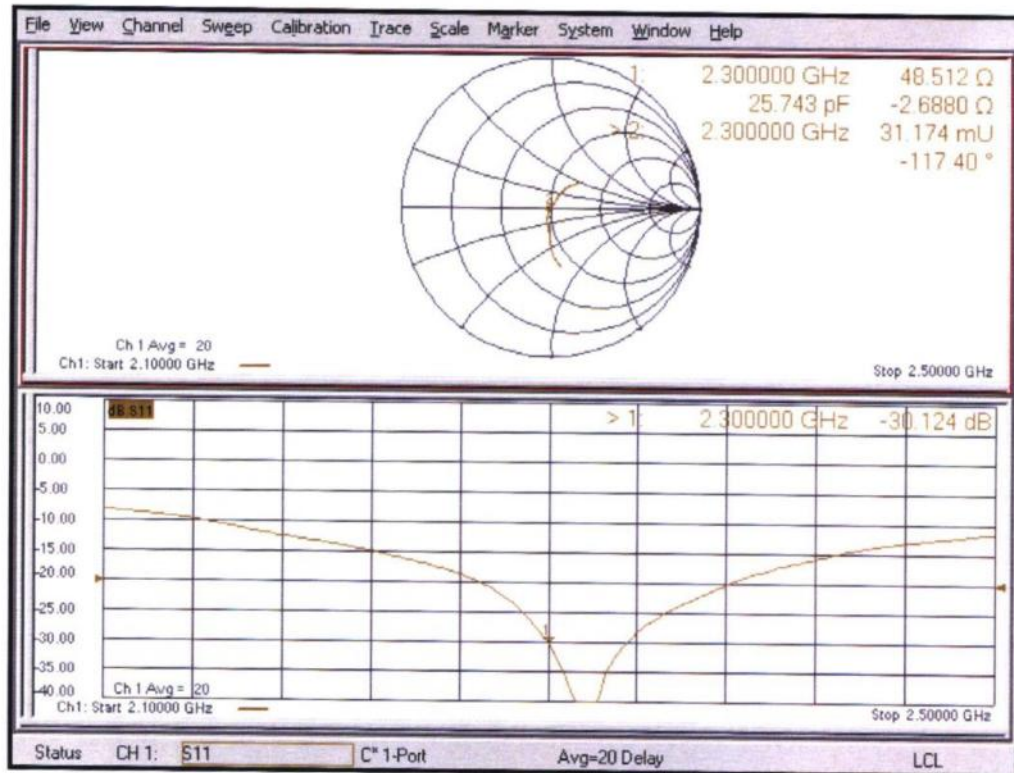 File View Channel Sweep Calibration Trace Scale Marker System Window Help
1: 2.300000 GHz 48.512 Ω
25.743 pF -2.6880 Ω
> 2: 2.300000 GHz 31.174 mU
-117.40 °
Ch 1 Avg = 20
Ch1: Start 2.10000 GHz
Stop 2.50000 GHz
10.00
dB S11
> 1: 2.300000 GHz -30.124 dB
5.00
0.00
-5.00
-10.00
-15.00
-20.00
-25.00
-30.00
1
-35.00
-40.00
Ch 1 Avg = 20
Ch1: Start 2.10000 GHz
Stop 2.50000 GHz
Status CH 1: S11 C* 1-Port Avg=20 Delay LCL